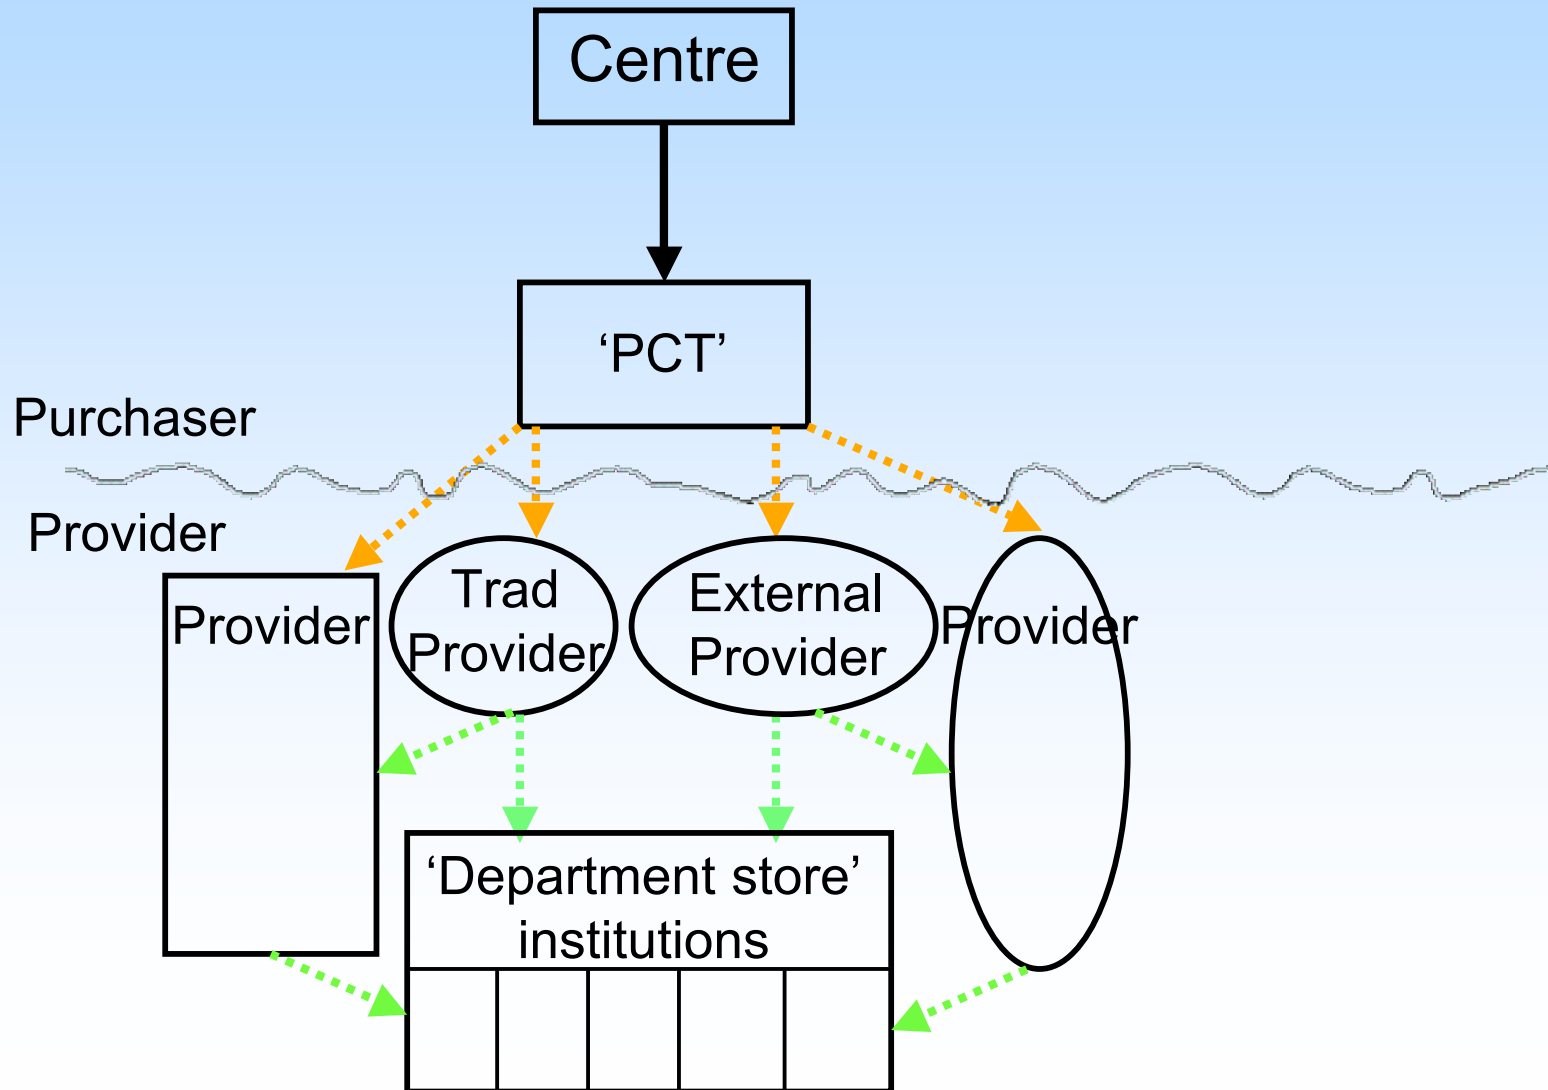 Centre
‘PCT’
Purchaser
Provider
Provider
Trad
Provider
External
Provider
Provider
‘Department store’
institutions